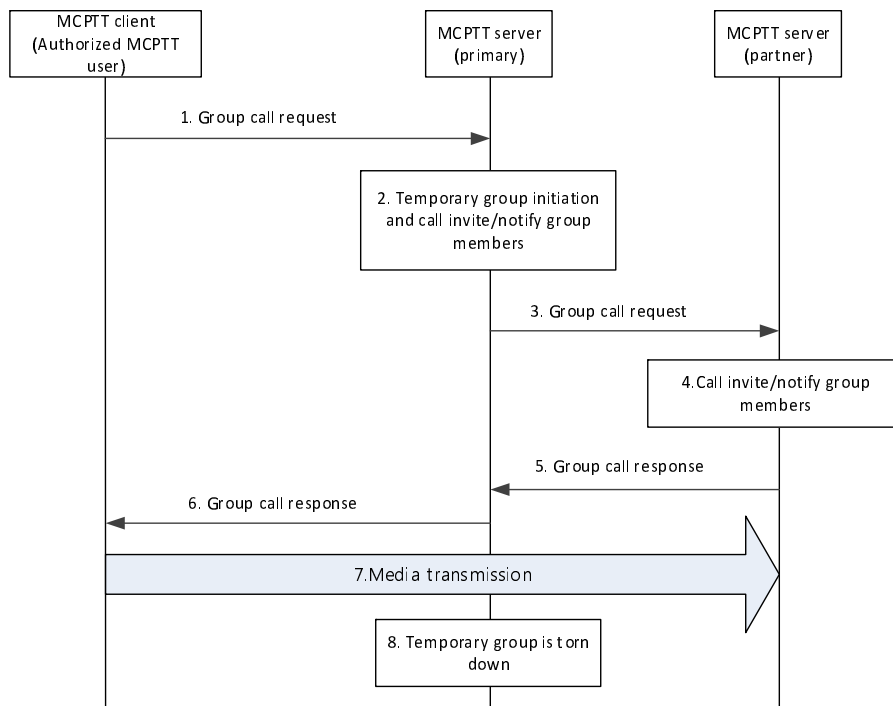 MCPTT client
(Authorized MCPTT
user)
MCPTT server
(primary)
MCPTT server
(partner)
1. Group call request
2. Temporary group initiation
and call invite/notify group
members
3. Group call request
4.Call invite/notify group
members
5. Group call response
6. Group call response
7.Media transmission
8. Temporary group is torn
down